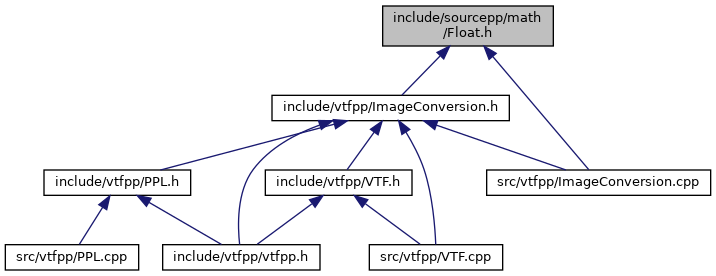 include/sourcepp/math
/Float.h
include/vtfpp/ImageConversion.h
include/vtfpp/PPL.h
include/vtfpp/VTF.h
src/vtfpp/ImageConversion.cpp
src/vtfpp/PPL.cpp
include/vtfpp/vtfpp.h
src/vtfpp/VTF.cpp